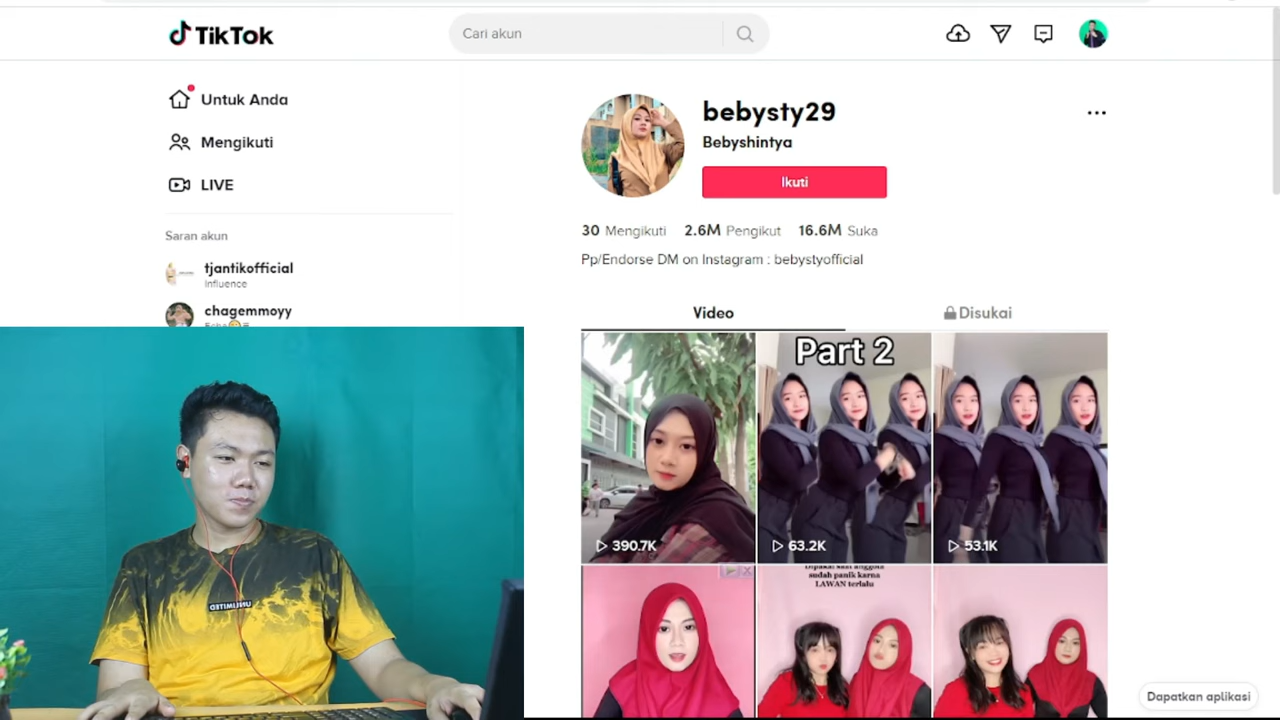 TikTok
Cari akun
Untuk Anda
Mengikuti
LIVE
Saran akun
tjantikofficial
Influence
chagemmoyy
bebysty29
Bebyshintya
Ikuti
30 Mengikuti 2.6M Pengikut 16.6M Suka
Pp/Endorse DM on Instagram : bebystyofficial
Video
Disukai
390.7K
Part 2
63.2K
53.1K
sudah panik karna
LAWAN terlalu
UNLIMITED
Dapatkan aplikasi